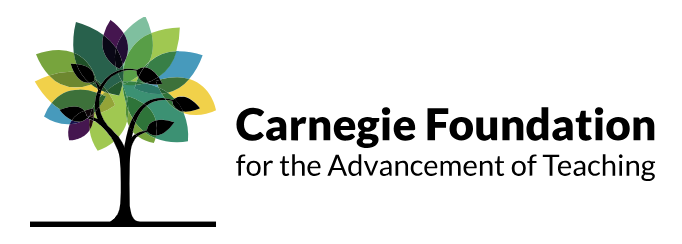 Carnegie Foundation
for the Advancement of Teaching